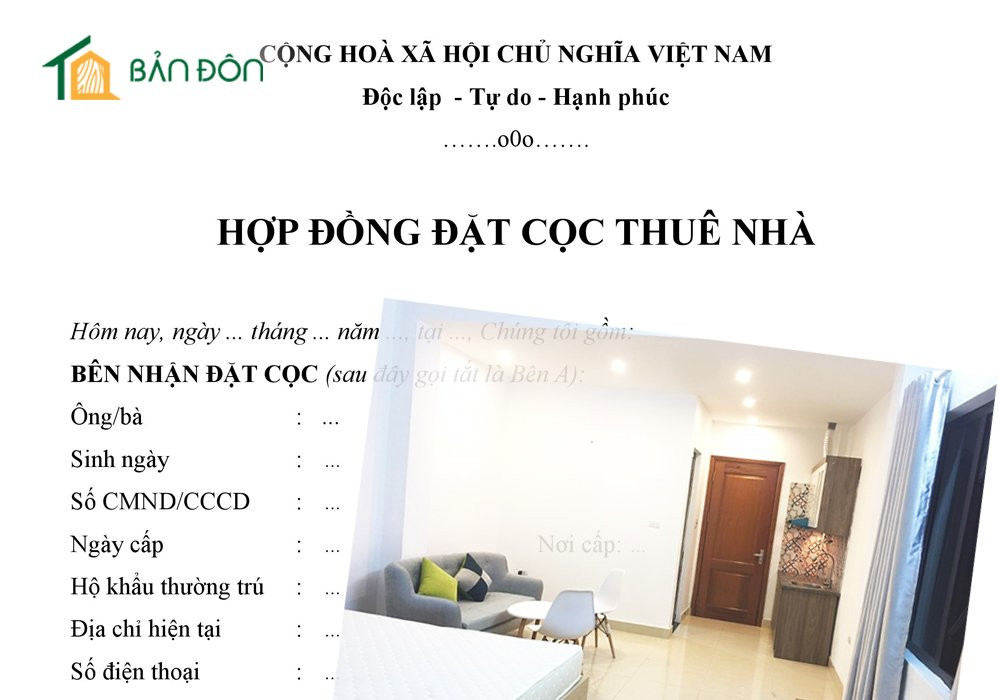 BẢN ĐÔN
CỘNG HOÀ XÃ HỘI CHỦ NGHĨA VIỆT NAM
Độc lập - Tự do - Hạnh phúc
…….o0o…….
HỢP ĐỒNG ĐẶT CỌC THUÊ NHÀ
Hôm nay, ngày ... tháng ... năm ..., tại ..., Chúng tôi gồm:
BÊN NHẬN ĐẶT CỌC (sau đây gọi tắt là Bên A):
Ông/bà : ...
Sinh ngày : ...
Số CMND/CCCD : ...
Ngày cấp : ... Nơi cấp: ...
Hộ khẩu thường trú : ...
Địa chỉ hiện tại : ...
Số điện thoại : ...